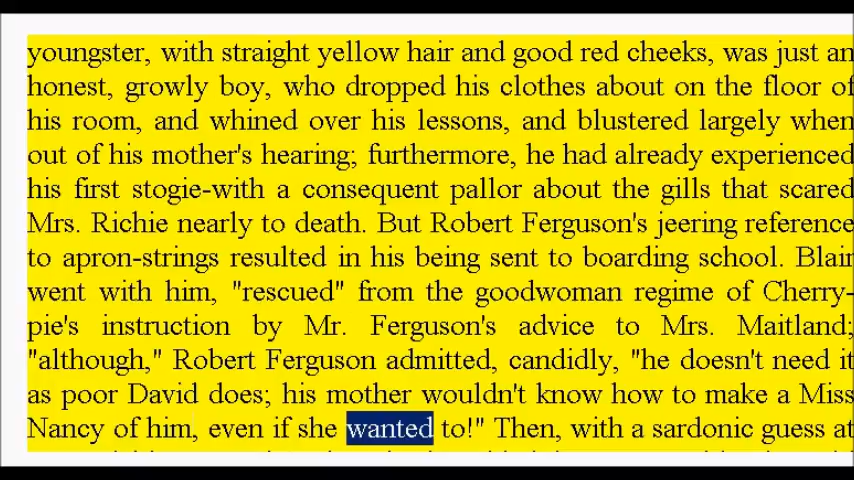 youngster, with straight yellow hair and good red cheeks, was just an
honest, growly boy, who dropped his clothes about on the floor of
his room, and whined over his lessons, and blustered largely when
out of his mother's hearing; furthermore, he had already experienced
his first stogie-with a consequent pallor about the gills that scared
Mrs. Richie nearly to death. But Robert Ferguson's jeering reference
to apron-strings resulted in his being sent to boarding school. Blair
went with him, "rescued" from the goodwoman regime of Cherry-
pie's instruction by Mr. Ferguson's advice to Mrs. Maitland;
"although," Robert Ferguson admitted, candidly, "he doesn't need it
as poor David does; his mother wouldn't know how to make a Miss
Nancy of him, even if she wanted to!" Then, with a sardonic guess at